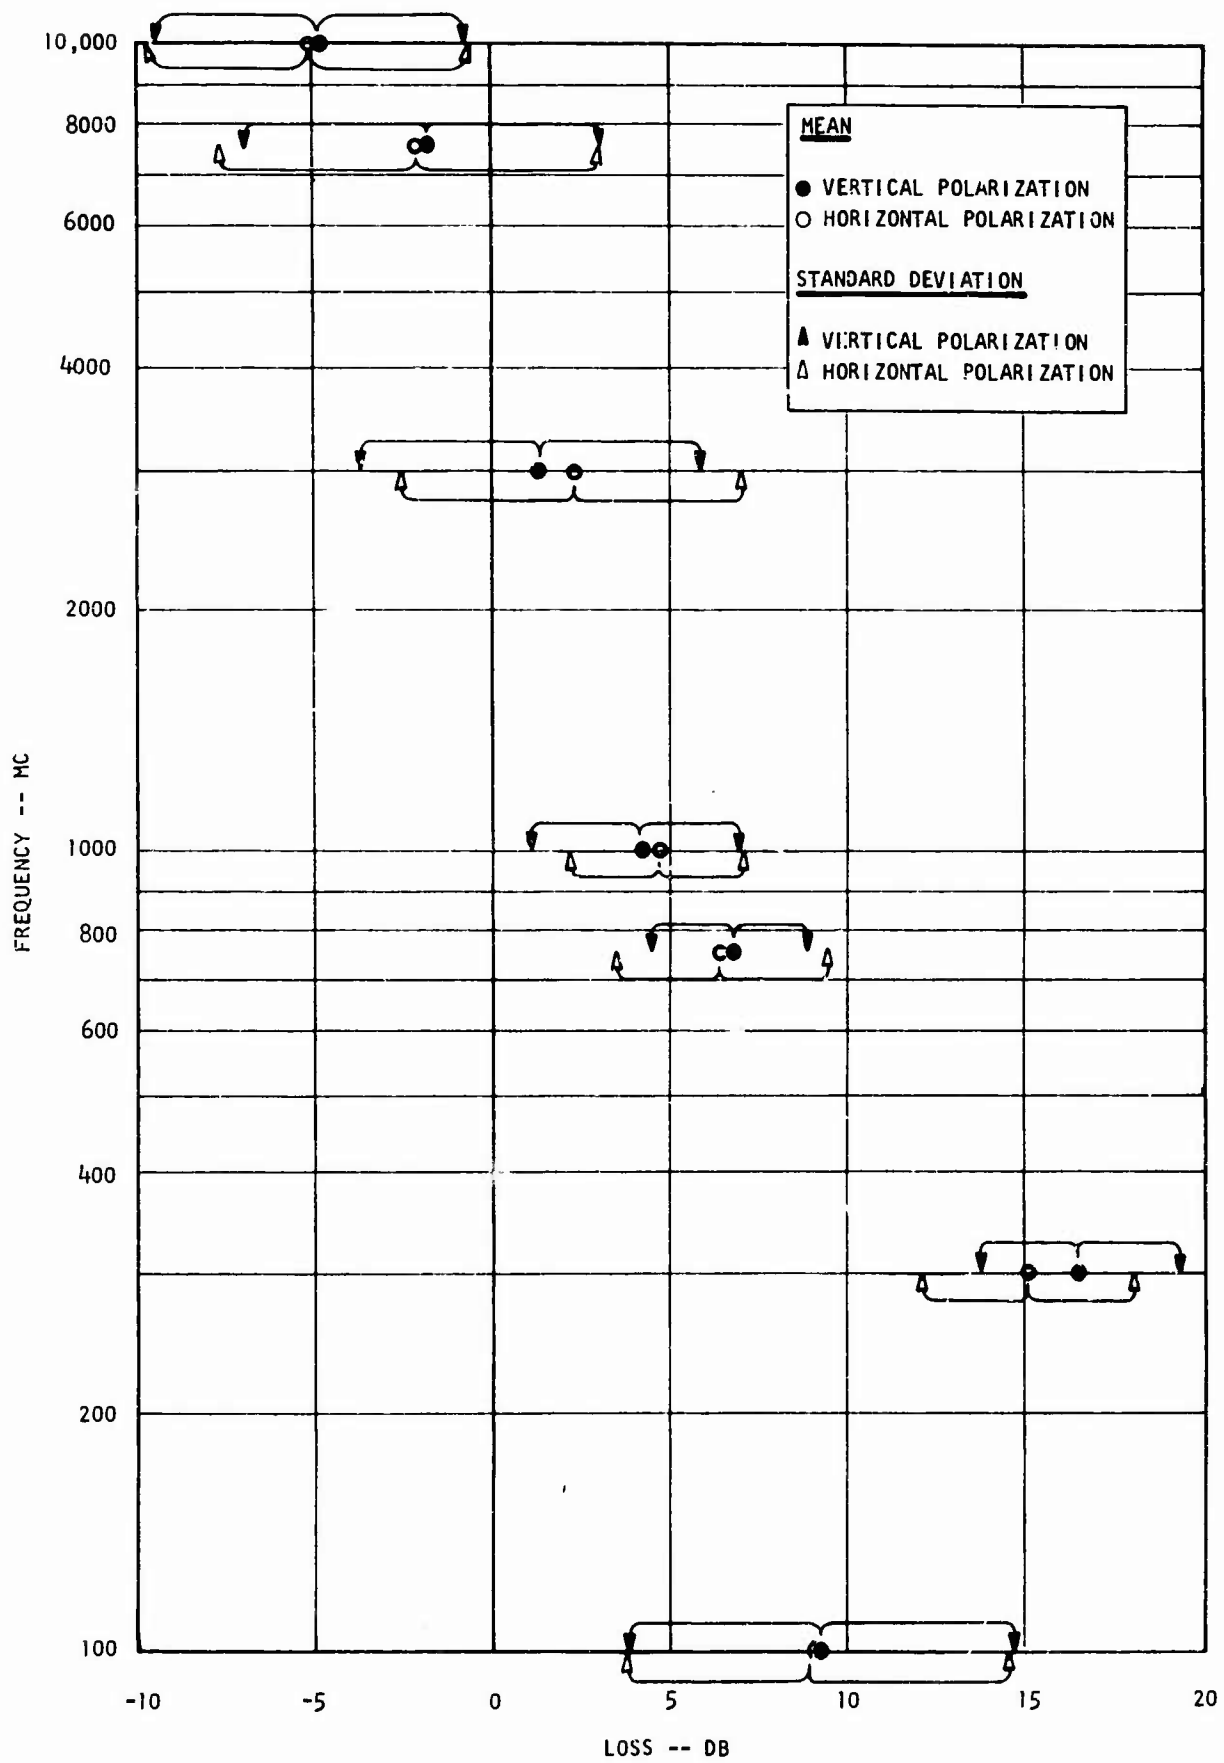 10,000
8000
6000
4000
2000
1000
800
600
400
200
100
FREQUENCY -- MC
MEAN
● VERTICAL POLARIZATION
○ HORIZONTAL POLARIZATION
STANDARD DEVIATION
VERTICAL POLARIZATION
HORIZONTAL POLARIZATION
-10 -5 0 5 10 15 20
LOSS -- DB